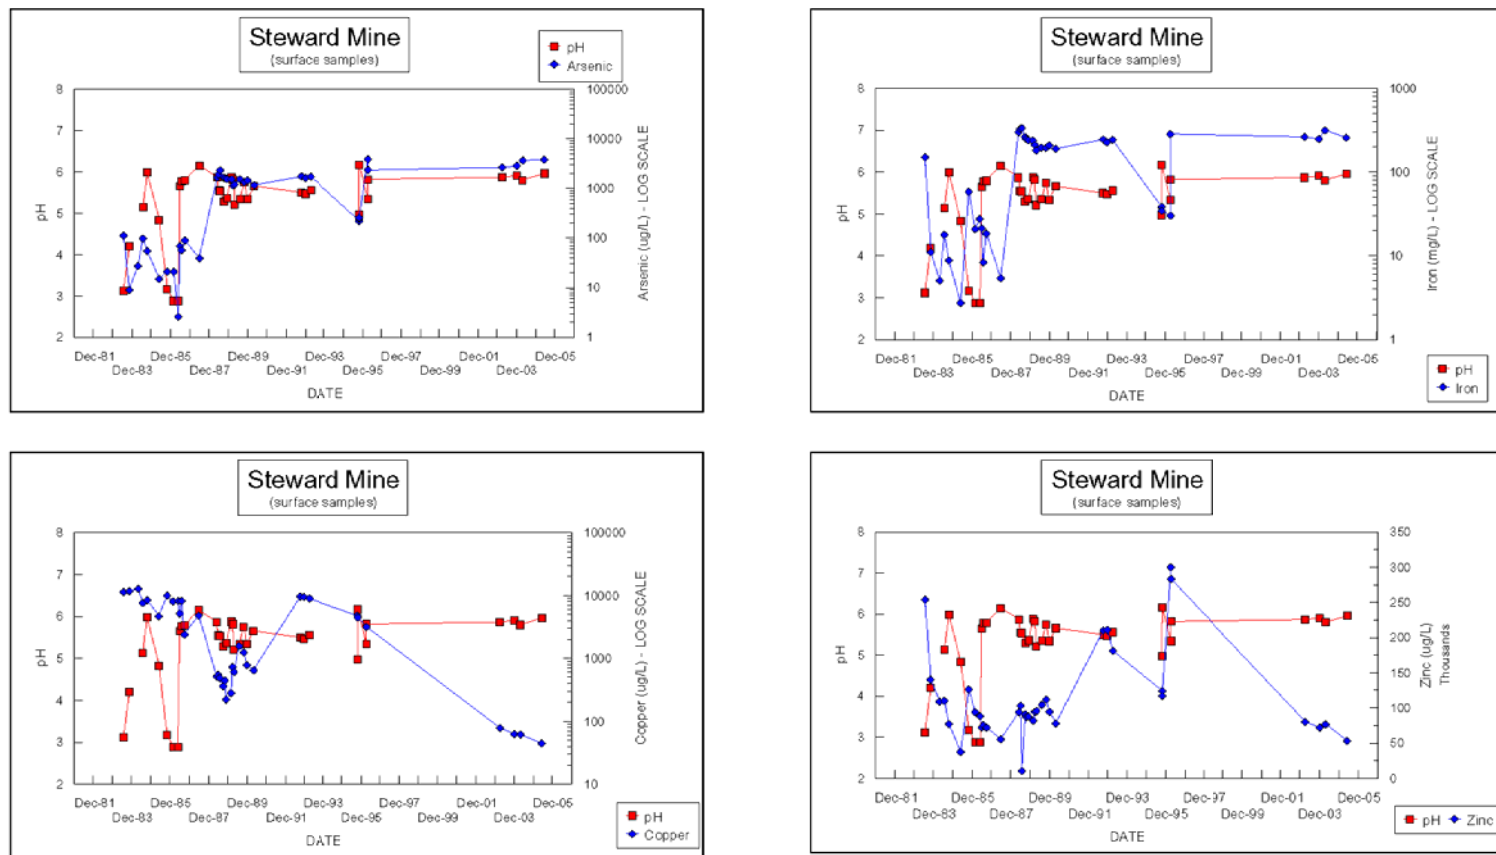 Steward Mine
(surface samples)
pH
Arsenic
8
7
6
5
4
3
2
pH
100000
10000
1000
100
10
1
Arsenic (ug/L) - LOG SCALE
Dec-81
Dec-85
Dec-89
Dec-93
Dec-97
Dec-01
Dec-05
Dec-83
Dec-87
Dec-91
Dec-95
Dec-99
Dec-03
DATE
Steward Mine
(surface samples)
8
7
6
5
4
3
2
pH
1000
100
10
1
Iron (mg/L) - LOG SCALE
Dec-81
Dec-85
Dec-89
Dec-93
Dec-97
Dec-01
Dec-05
Dec-83
Dec-87
Dec-91
Dec-95
Dec-99
Dec-03
DATE
pH
Iron
Steward Mine
(surface samples)
8
7
6
5
4
3
2
pH
100000
10000
1000
100
10
Copper (ug/L) - LOG SCALE
Dec-81
Dec-85
Dec-89
Dec-93
Dec-97
Dec-01
Dec-05
Dec-83
Dec-87
Dec-91
Dec-95
Dec-99
Dec-03
DATE
pH
Copper
Steward Mine
(surface samples)
8
7
6
5
4
3
2
pH
350
300
250
200
150
100
50
0
Zinc (ug/L)
Thousands
Dec-81
Dec-85
Dec-89
Dec-93
Dec-97
Dec-01
Dec-05
Dec-83
Dec-87
Dec-91
Dec-95
Dec-99
Dec-03
DATE
pH Zinc